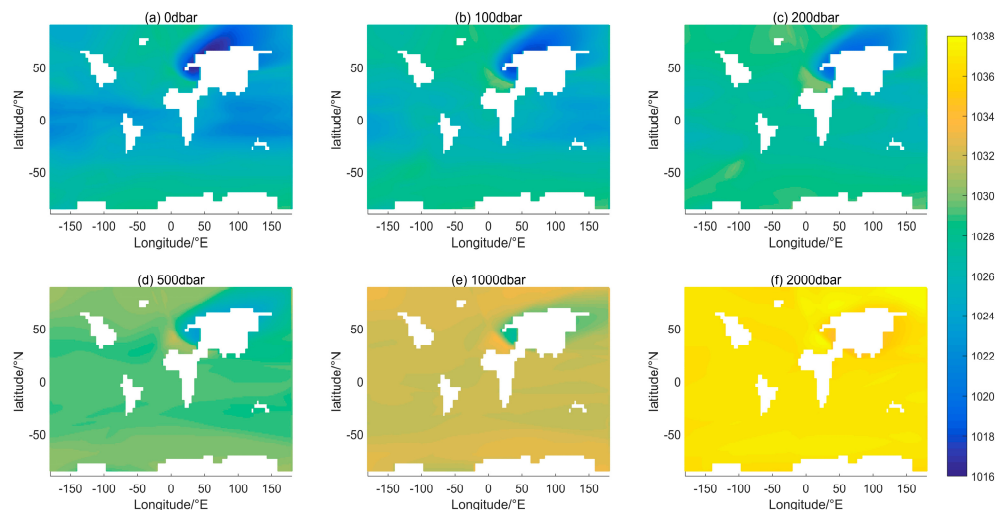 (a) 0dbar (b) 100dbar (c) 200dbar
50 50 50
0 0 0
-50 -50 -50
latitude/°N latitude/°N latitude/°N
-150 -100 -50 0 50 100 150 -150 -100 -50 0 50 100 150 -150 -100 -50 0 50 100 150
Longitude/°E Longitude/°E Longitude/°E
(d) 500dbar (e) 1000dbar (f) 2000dbar
50 50 50
0 0 0
-50 -50 -50
latitude/°N latitude/°N latitude/°N
-150 -100 -50 0 50 100 150 -150 -100 -50 0 50 100 150 -150 -100 -50 0 50 100 150
Longitude/°E Longitude/°E Longitude/°E
1038
1036
1034
1032
1030
1028
1026
1024
1022
1020
1018
1016